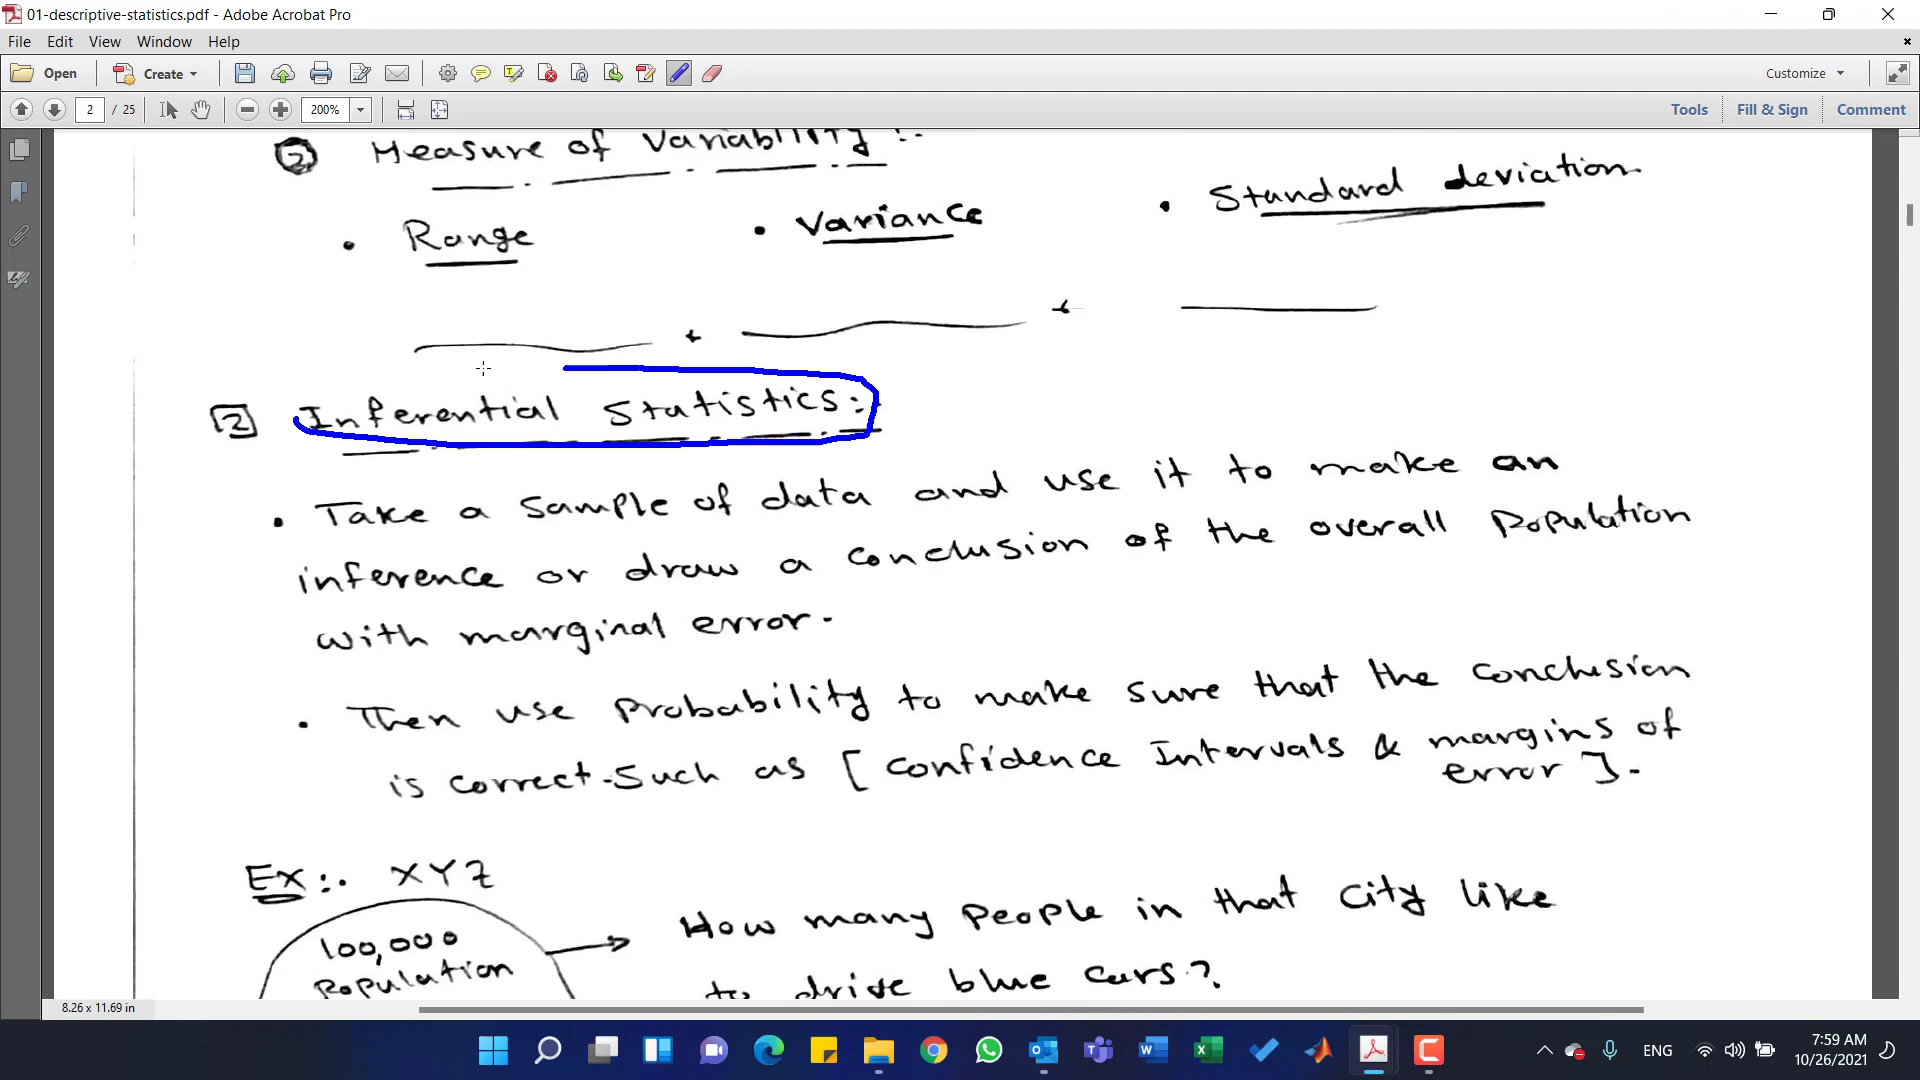 01-descriptive-statistics.pdf - Adobe Acrobat Pro
File Edit View Window Help
Open Create Customize
2 / 25 200% Tools Fill & Sign Comment
2 Measure of Variability :.
• Range • Variance • Standard deviation
2 Inferential Statistics:
• Take a sample of data and use it to make an
inference or draw a conclusion of the overall Population
with marginal error.
• Then use probability to make sure that the conclusion
is correct. Such as [ Confidence Intervals & margins of
error ].
Ex:. XYZ
100,000
Population
How many people in that city like
to drive blue cars?
8.26 x 11.69 in
ENG
7:59 AM
10/26/2021